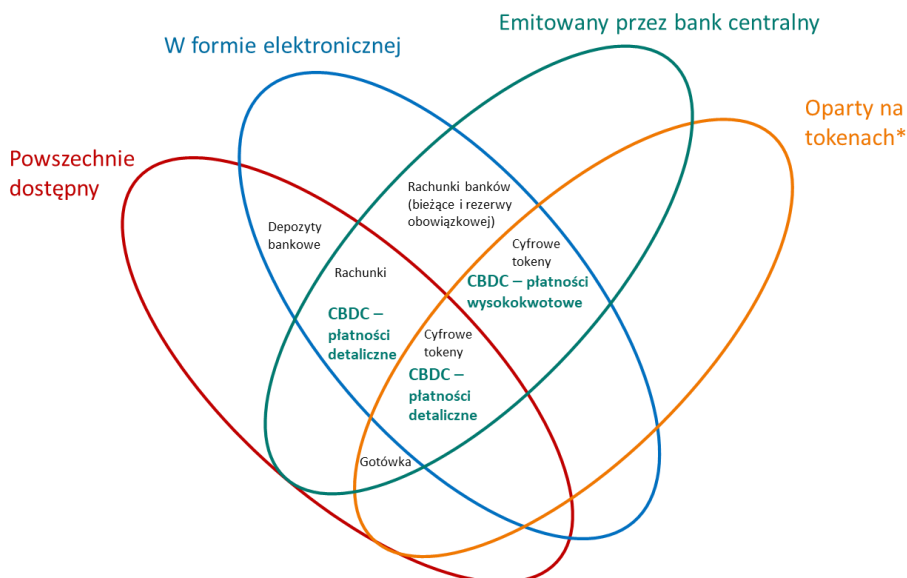 Emitowany przez bank centralny
W formie elektronicznej
Oparty na
tokenach*
Powszechnie
dostępny
Rachunki banków
(bieżące i rezerwy
obowiązkowej)
Depozyty
bankowe
Cyfrowe
tokeny
CBDC – płatności
wysokokwotowe
Rachunki
CBDC –
płatności
detaliczne
Cyfrowe
tokeny
CBDC –
płatności
detaliczne
Gotówka